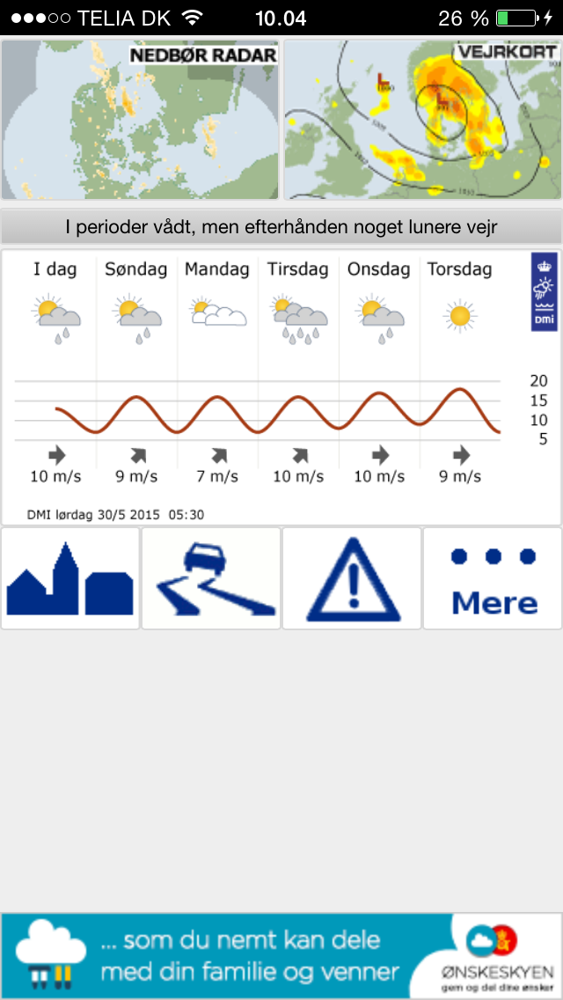 TELIA DK 10.04 26 %
NEDBØR RADAR
VEJRKORT
I perioder vådt, men efterhånden noget lunere vejr
I dag Søndag Mandag Tirsdag Onsdag Torsdag
DMI
20
15
10
5
10 m/s 9 m/s 7 m/s 10 m/s 10 m/s 9 m/s
DMI lørdag 30/5 2015 05:30
Mere
... som du nemt kan dele
med din familie og venner
ØNSKESKYEN
gem og del dine ønsker